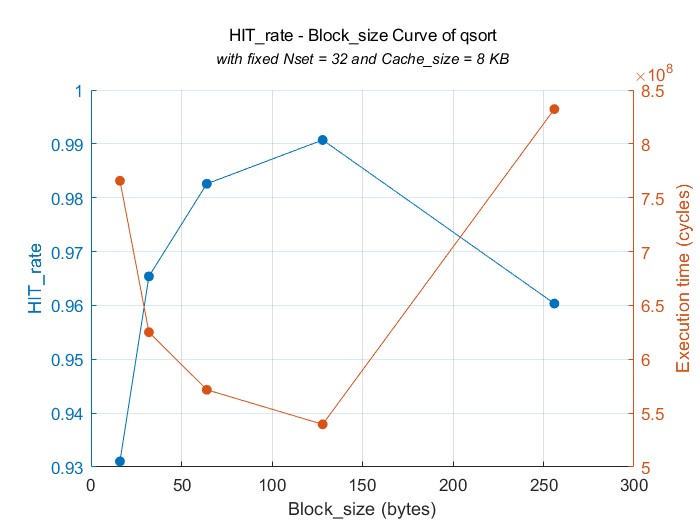 HIT_rate - Block_size Curve of qsort
with fixed Nset = 32 and Cache_size = 8 KB
×10^8
1
0.99
0.98
0.97
0.96
0.95
0.94
0.93
HIT_rate
8.5
8
7.5
7
6.5
6
5.5
5
Execution time (cycles)
0 50 100 150 200 250 300
Block_size (bytes)